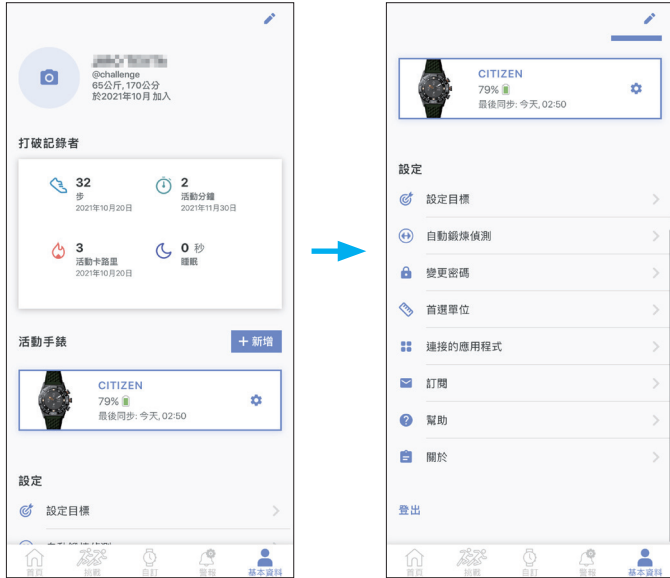 @challenge
65公斤, 170公分
於2021年10月 加入
打破記錄者
32
步
2021年10月20日
2
活動分鐘
2021年11月30日
3
活動卡路里
2021年10月20日
0 秒
睡眠
活動手錶
+ 新增
CITIZEN
79%
最後同步: 今天, 02:50
設定
設定目標
首頁
挑戰
自訂
警報
基本資料
CITIZEN
79%
最後同步: 今天, 02:50
設定
設定目標
自動鍛煉偵測
變更密碼
首選單位
連接的應用程式
訂閱
幫助
關於
登出
首頁
挑戰
自訂
警報
基本資料